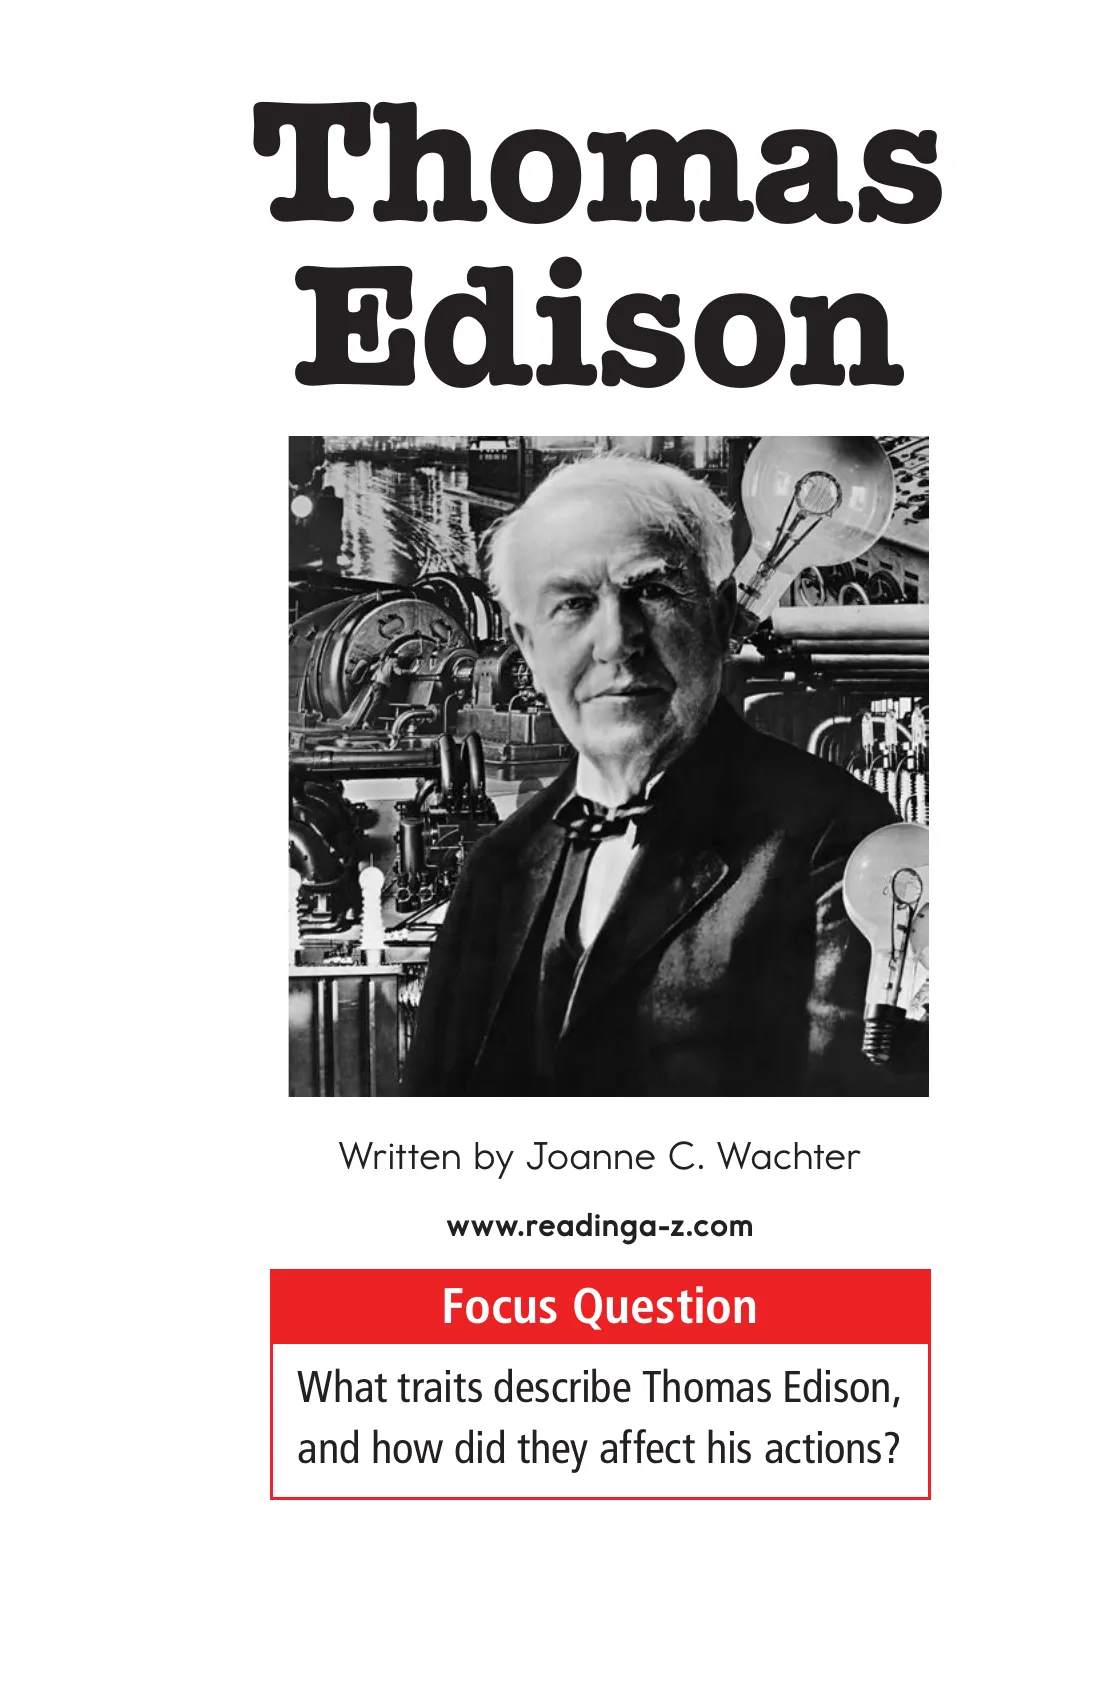 Thomas
Edison
Written by Joanne C. Wachter
www.readinga-z.com
Focus Question
What traits describe Thomas Edison,
and how did they affect his actions?